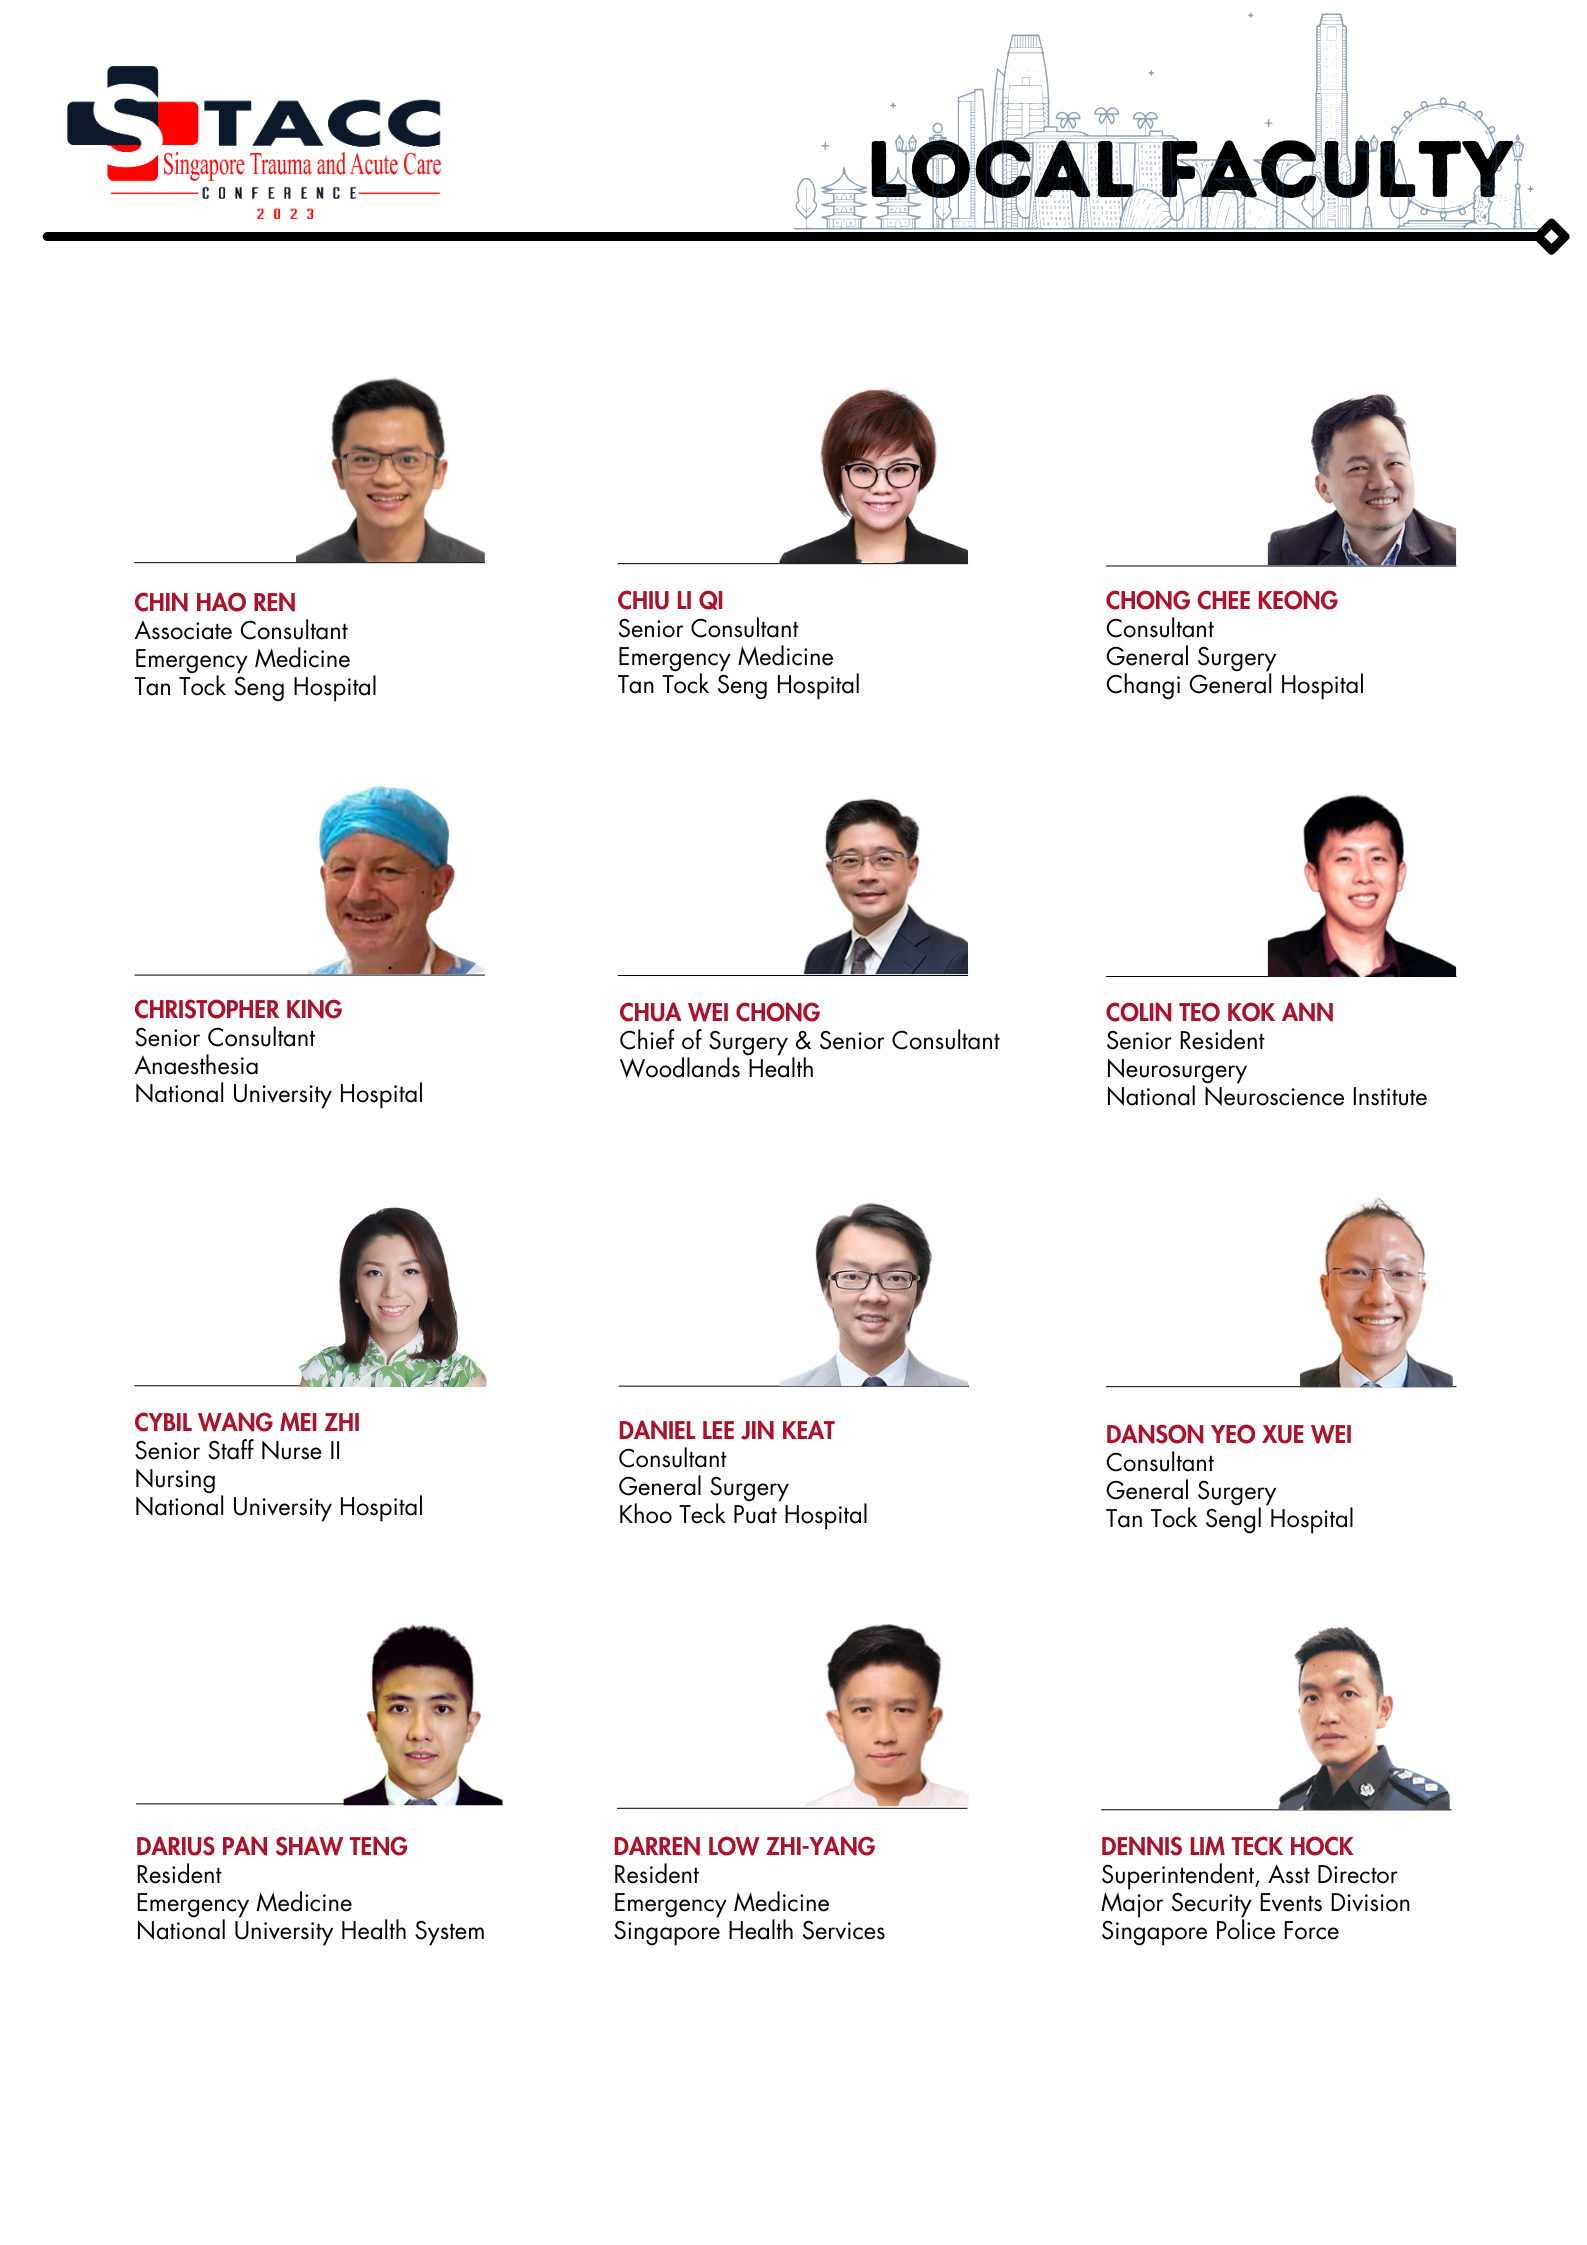 STACC
Singapore Trauma and Acute Care
CONFERENCE
2023
LOCAL FACULTY
CHIN HAO REN
Associate Consultant
Emergency Medicine
Tan Tock Seng Hospital
CHIU LI QI
Senior Consultant
Emergency Medicine
Tan Tock Seng Hospital
CHONG CHEE KEONG
Consultant
General Surgery
Changi General Hospital
CHRISTOPHER KING
Senior Consultant
Anaesthesia
National University Hospital
CHUA WEI CHONG
Chief of Surgery & Senior Consultant
Woodlands Health
COLIN TEO KOK ANN
Senior Resident
Neurosurgery
National Neuroscience Institute
CYBIL WANG MEI ZHI
Senior Staff Nurse II
Nursing
National University Hospital
DANIEL LEE JIN KEAT
Consultant
General Surgery
Khoo Teck Puat Hospital
DANSON YEO XUE WEI
Consultant
General Surgery
Tan Tock Sengl Hospital
DARIUS PAN SHAW TENG
Resident
Emergency Medicine
National University Health System
DARREN LOW ZHI-YANG
Resident
Emergency Medicine
Singapore Health Services
DENNIS LIM TECK HOCK
Superintendent, Asst Director
Major Security Events Division
Singapore Police Force